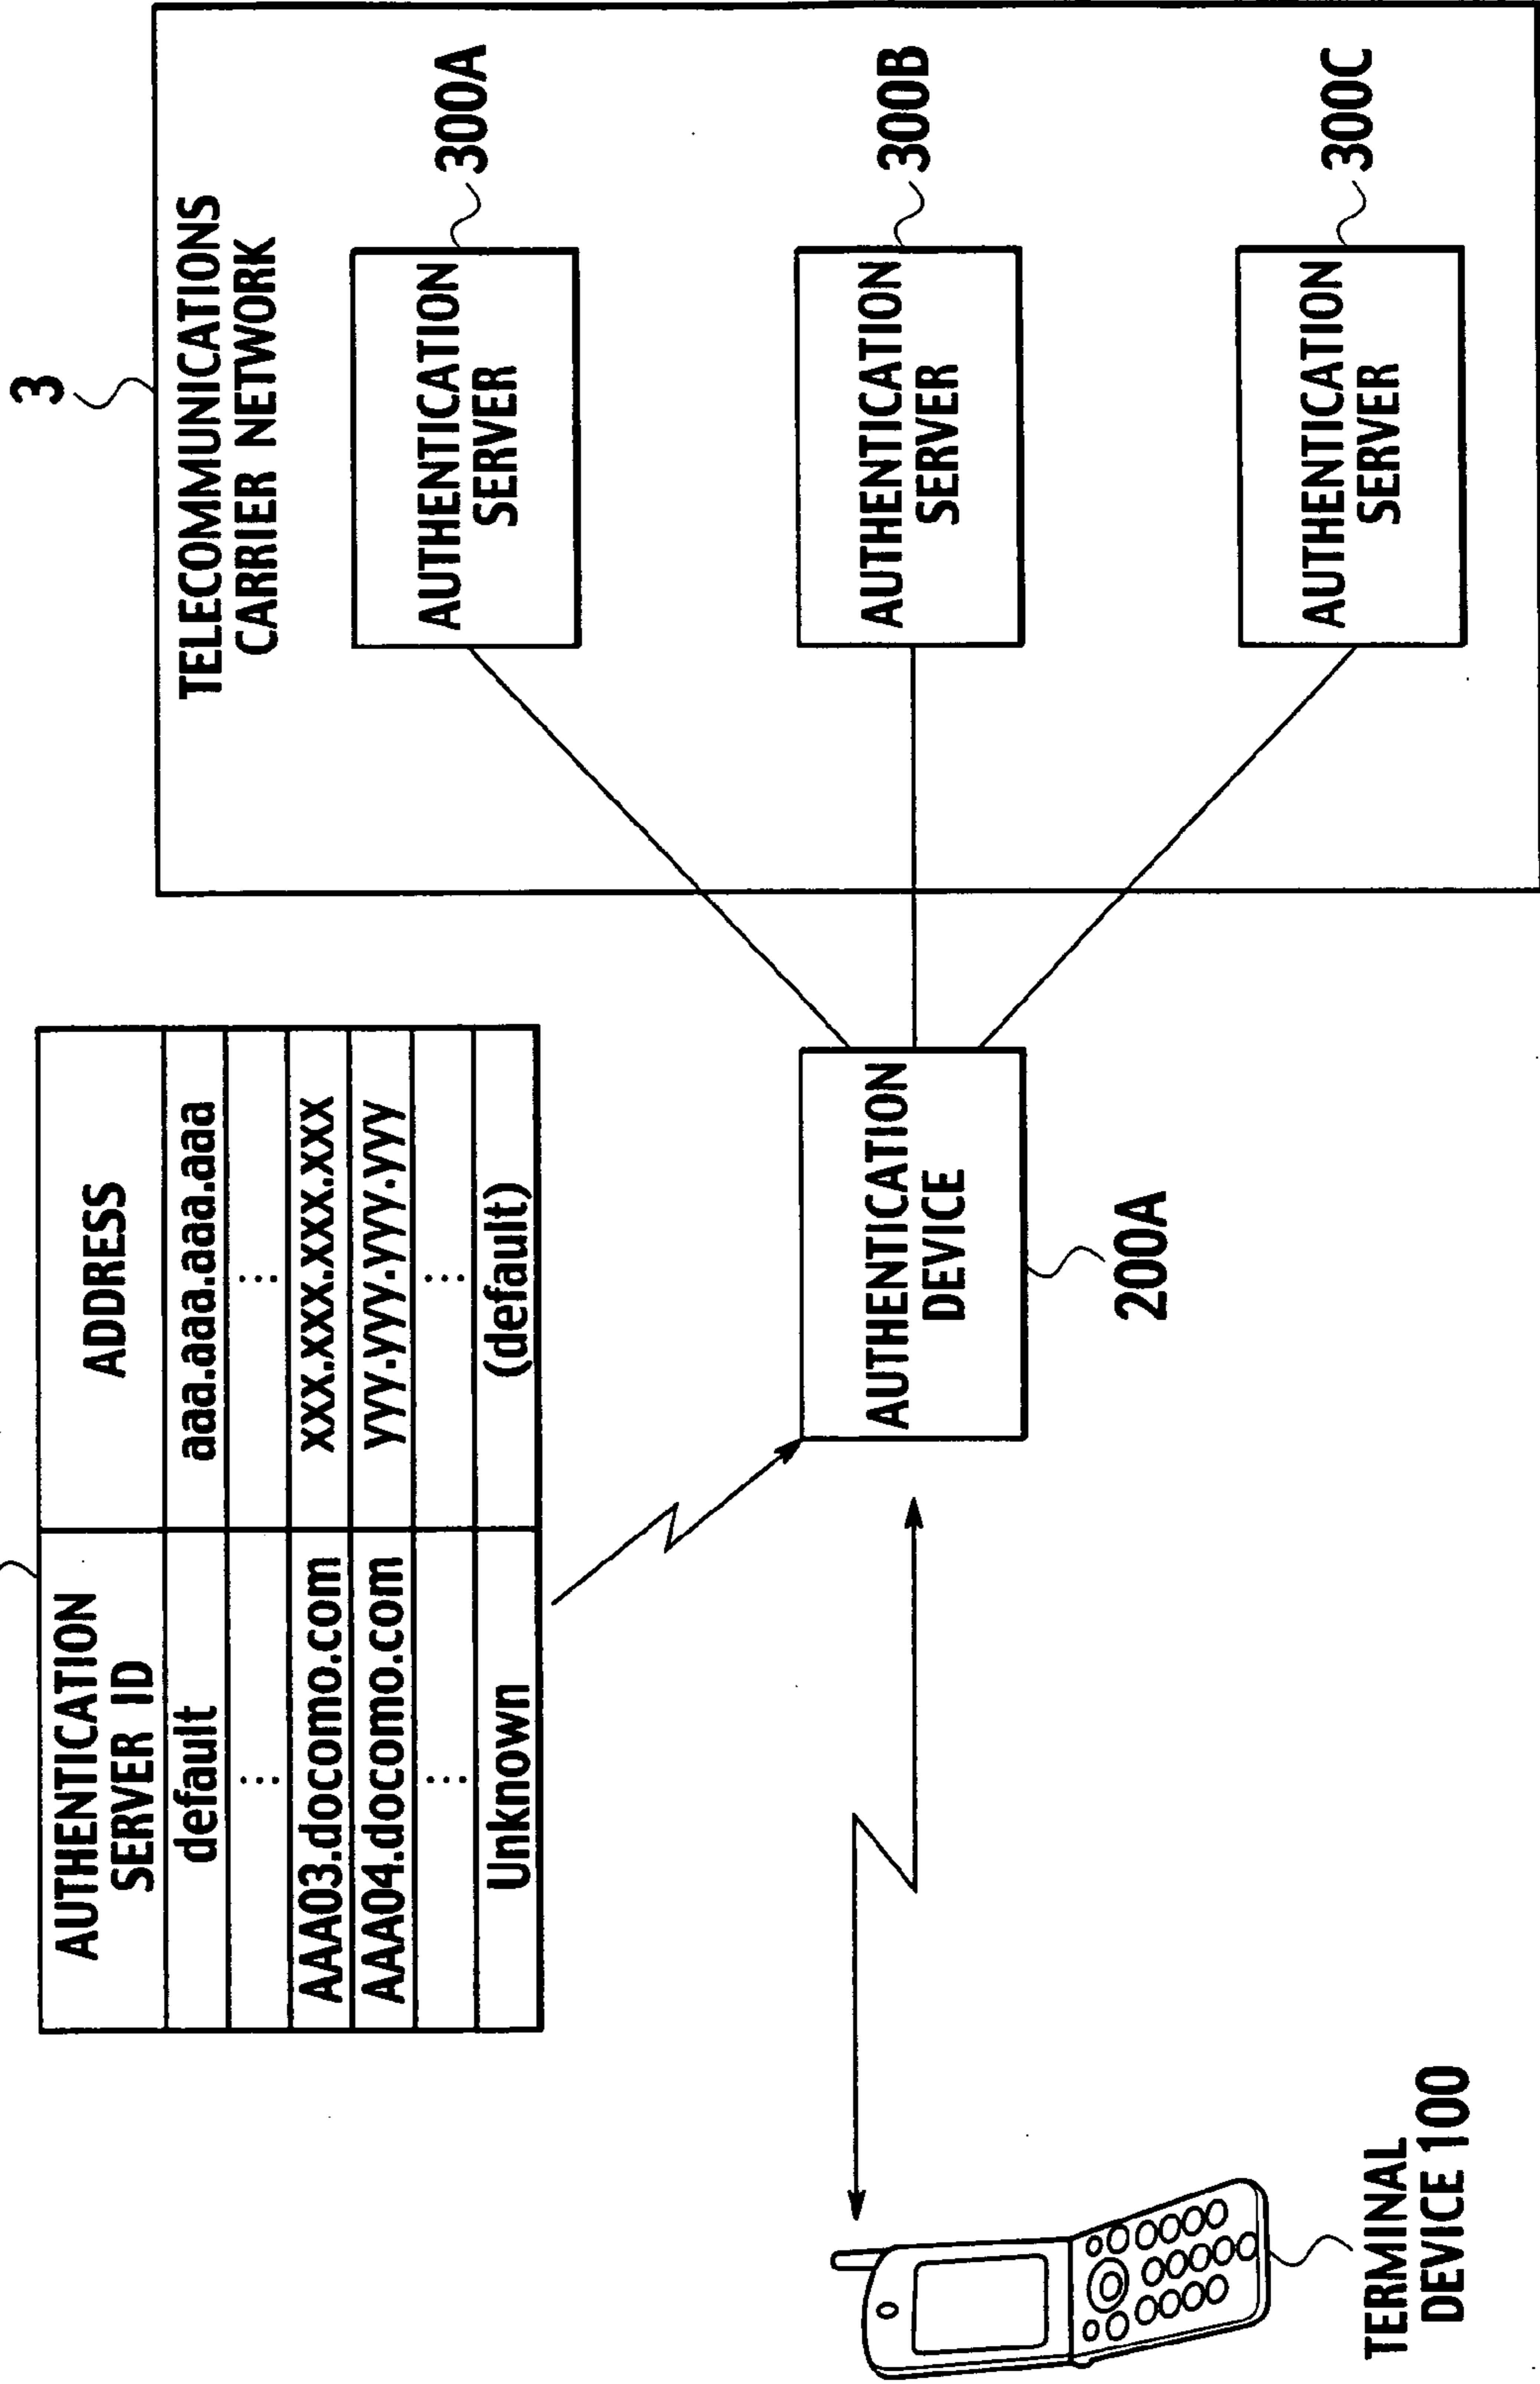 3
TELECOMMUNICATIONS
CARRIER NETWORK
AUTHENTICATION
SERVER
300A
AUTHENTICATION
SERVER
300B
AUTHENTICATION
SERVER
300C
AUTHENTICATION
SERVER ID
ADDRESS
default
aaa.aaa.aaa.aaa
... ...
AAA03.docomo.com
xxx.xxx.xxx.xxx
AAA04.docomo.com
yyy.yyy.yyy.yyy
... ...
Unknown
(default)
AUTHENTICATION
DEVICE
200A
TERMINAL
DEVICE 100